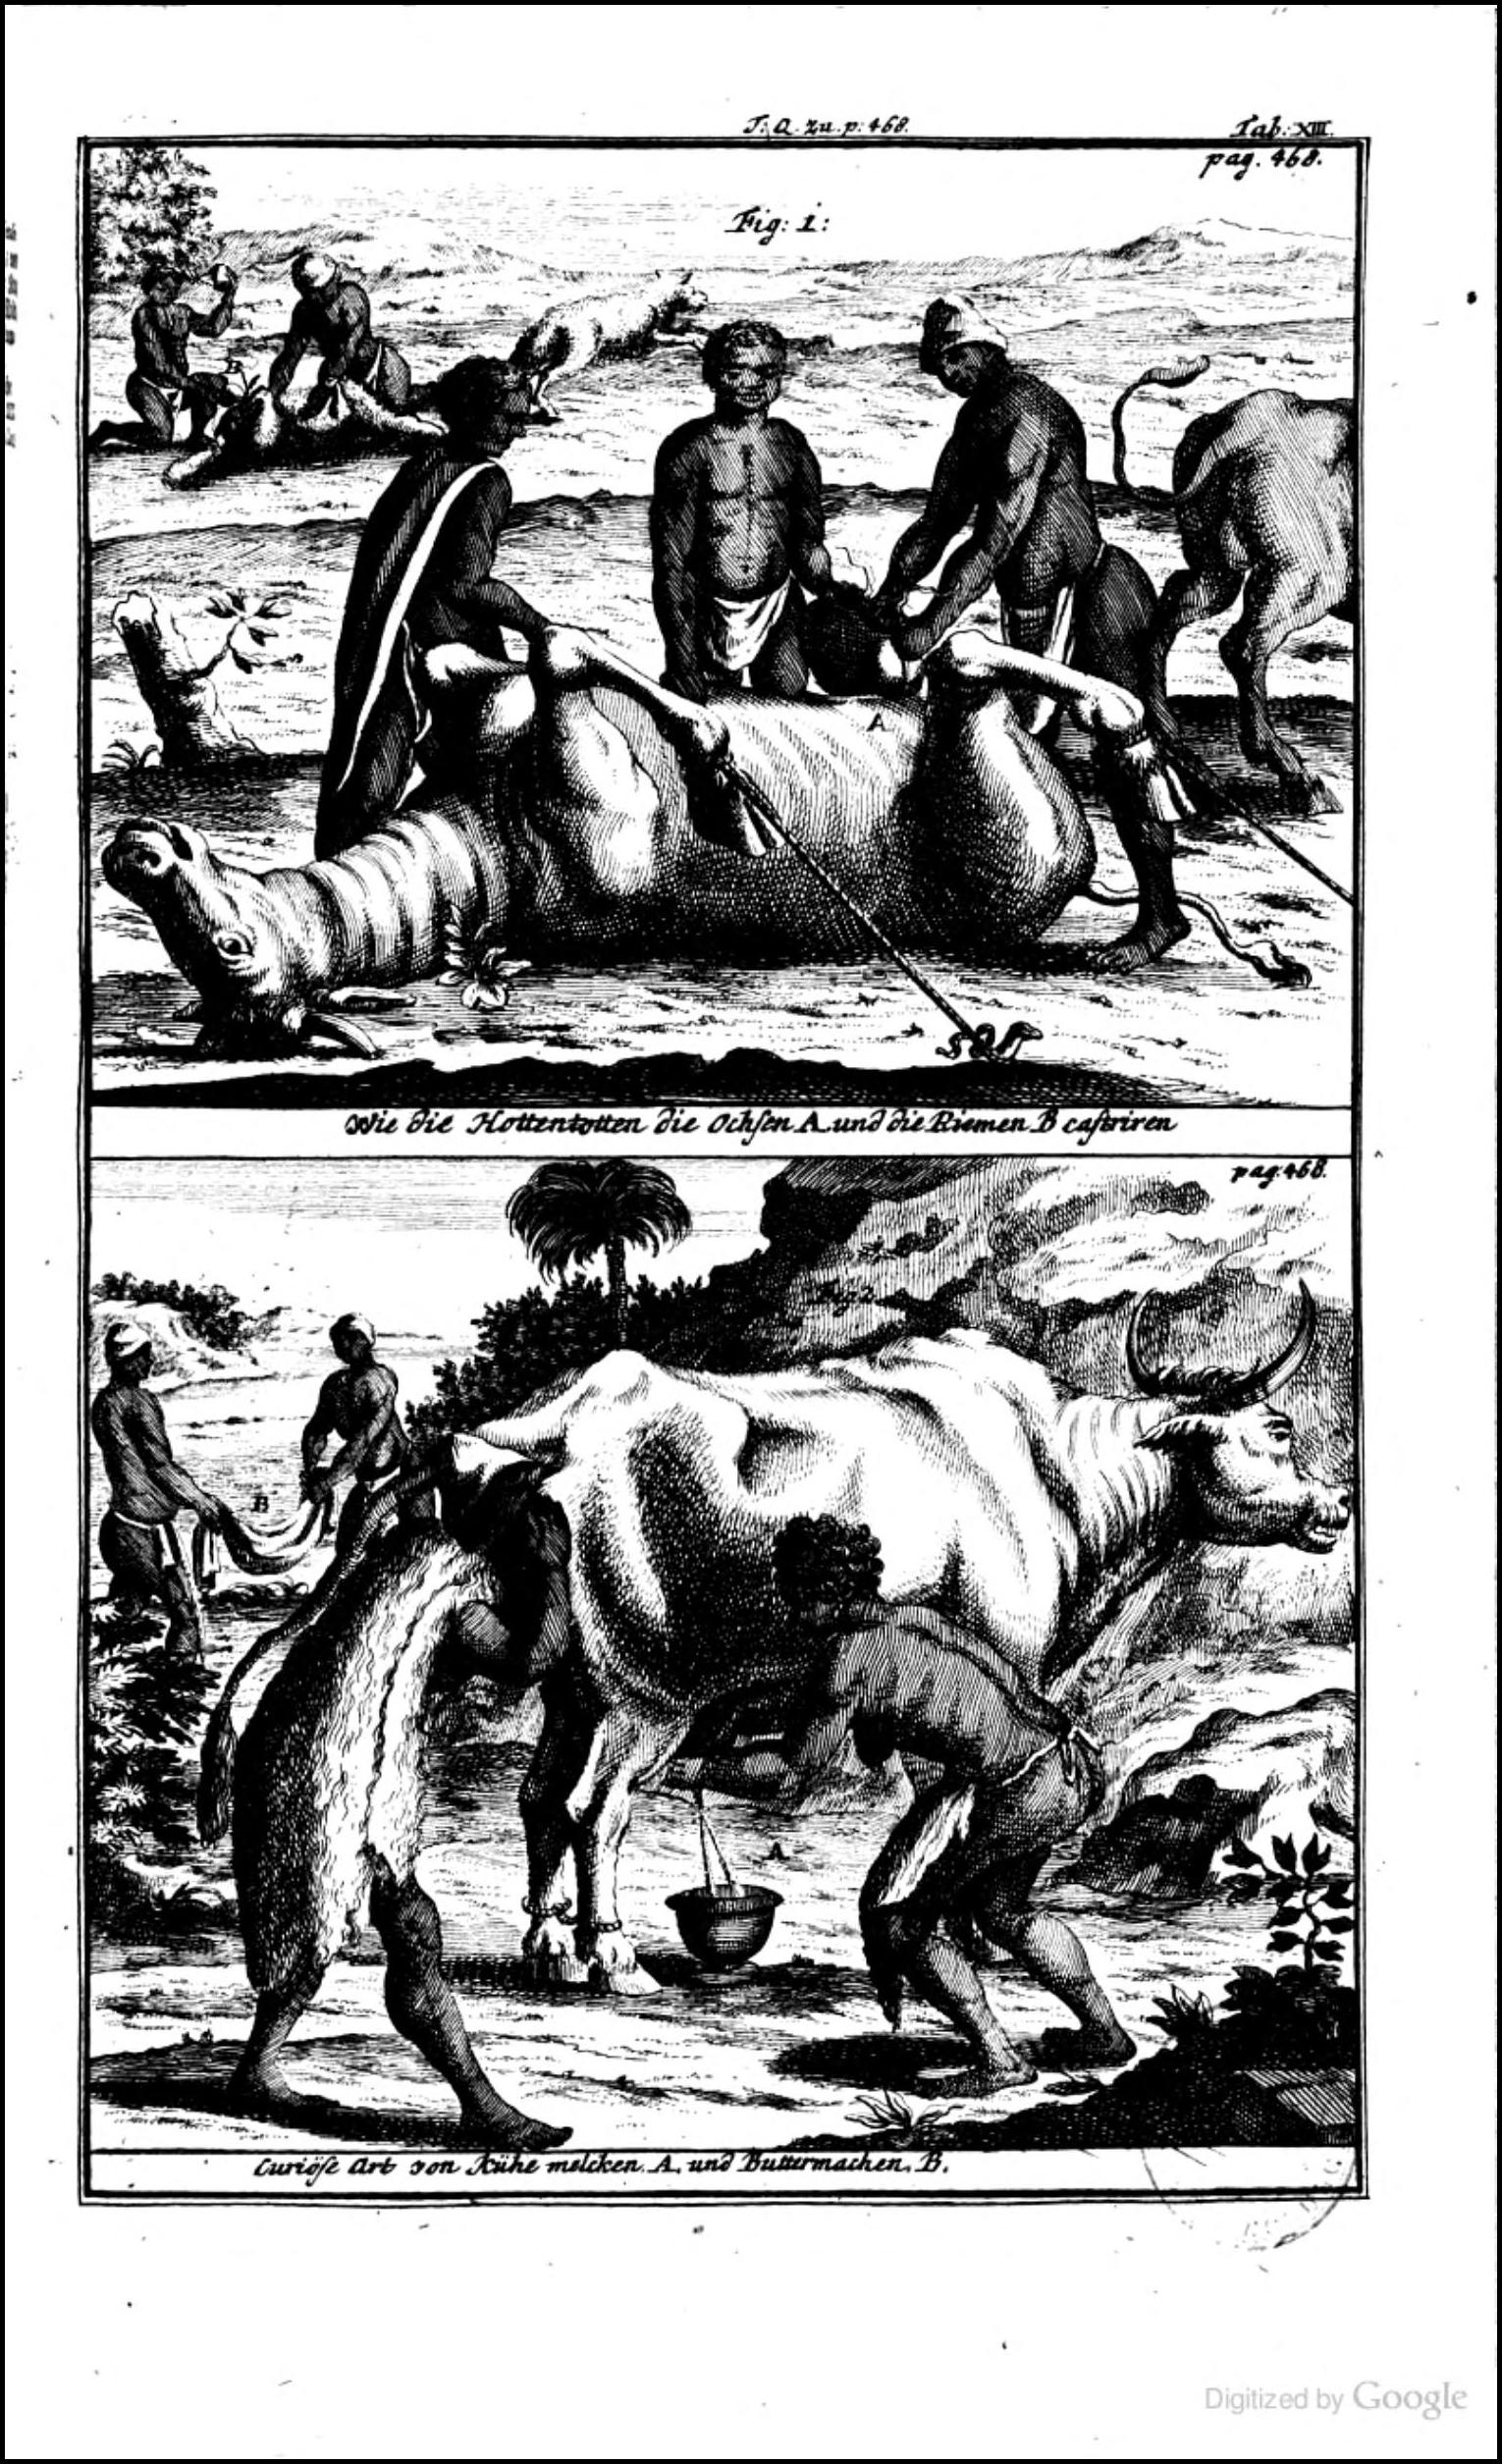 T: Q. zu. p: 468.
Tab: XIII.
pag. 468.
Fig: 1:
B
A
Wie die Hottentotten die Ochsen A und die Riemen B castriren
pag. 468.
Fig 2
B
A
Curiöse Art von Kühe melcken. A. und Buttermachen. B.
Digitized by Google